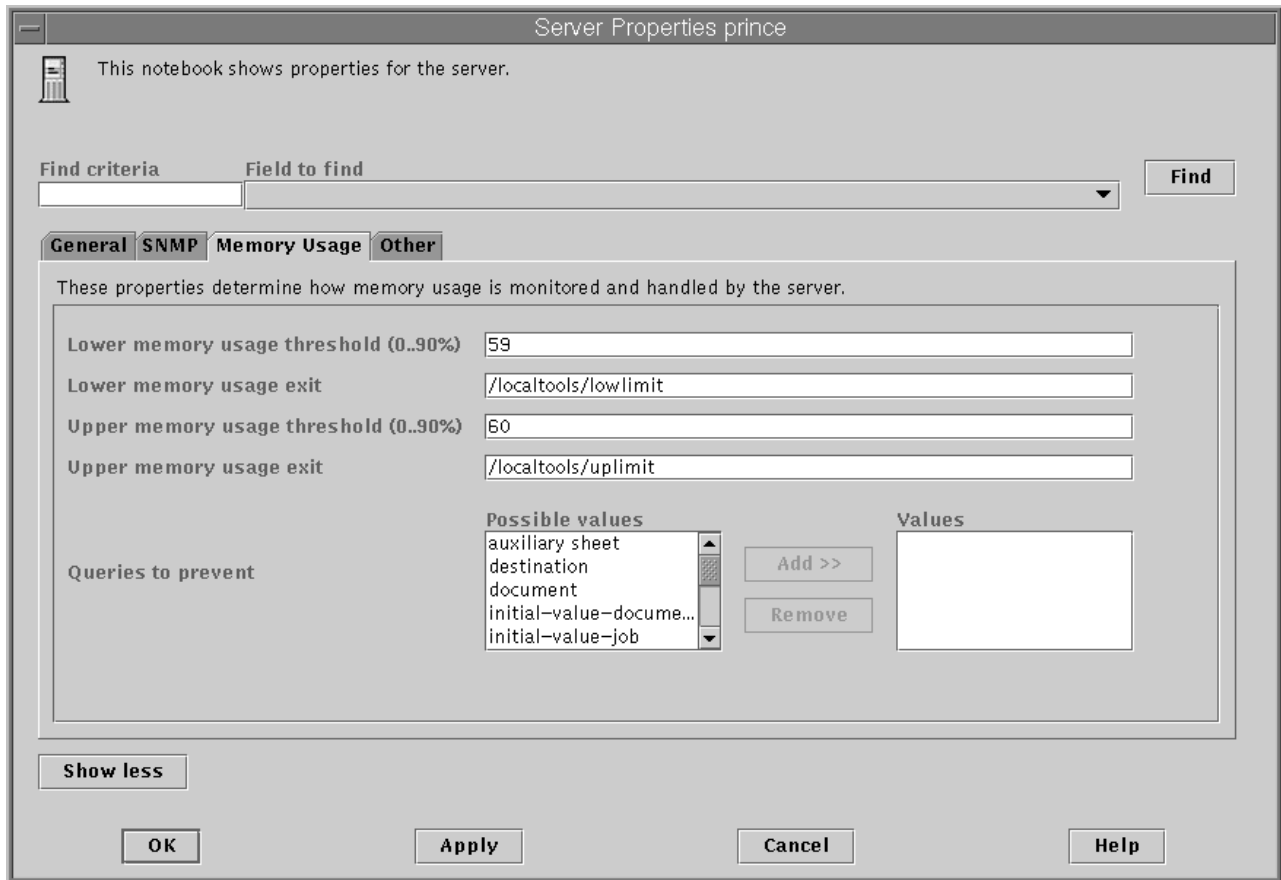 Server Properties prince
This notebook shows properties for the server.
Find criteria
Field to find
Find
General SNMP Memory Usage Other
These properties determine how memory usage is monitored and handled by the server.
Lower memory usage threshold (0..90%) 59
Lower memory usage exit /localtools/lowlimit
Upper memory usage threshold (0..90%) 60
Upper memory usage exit /localtools/uplimit
Queries to prevent
Possible values
auxiliary sheet
destination
document
initial-value-docume...
initial-value-job
Add >>
Remove
Values
Show less
OK Apply Cancel Help